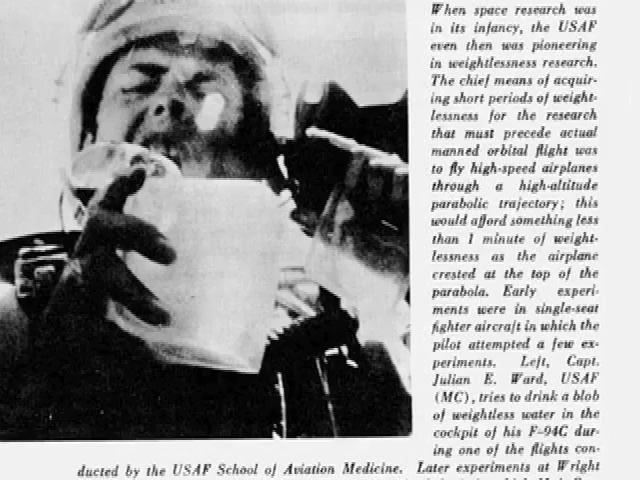 When space research was
in its infancy, the USAF
even then was pioneering
in weightlessness research.
The chief means of acquir-
ing short periods of weight-
lessness for the research
that must precede actual
manned orbital flight was
to fly high-speed airplanes
through a high-altitude
parabolic trajectory; this
would afford something less
than 1 minute of weight-
lessness as the airplane
crested at the top of the
parabola. Early experi-
ments were in single-seat
fighter aircraft in which the
pilot attempted a few ex-
periments. Left, Capt.
Julian E. Ward, USAF
(MC), tries to drink a blob
of weightless water in the
cockpit of his F-94C dur-
ing one of the flights con-
ducted by the USAF School of Aviation Medicine. Later experiments at Wright